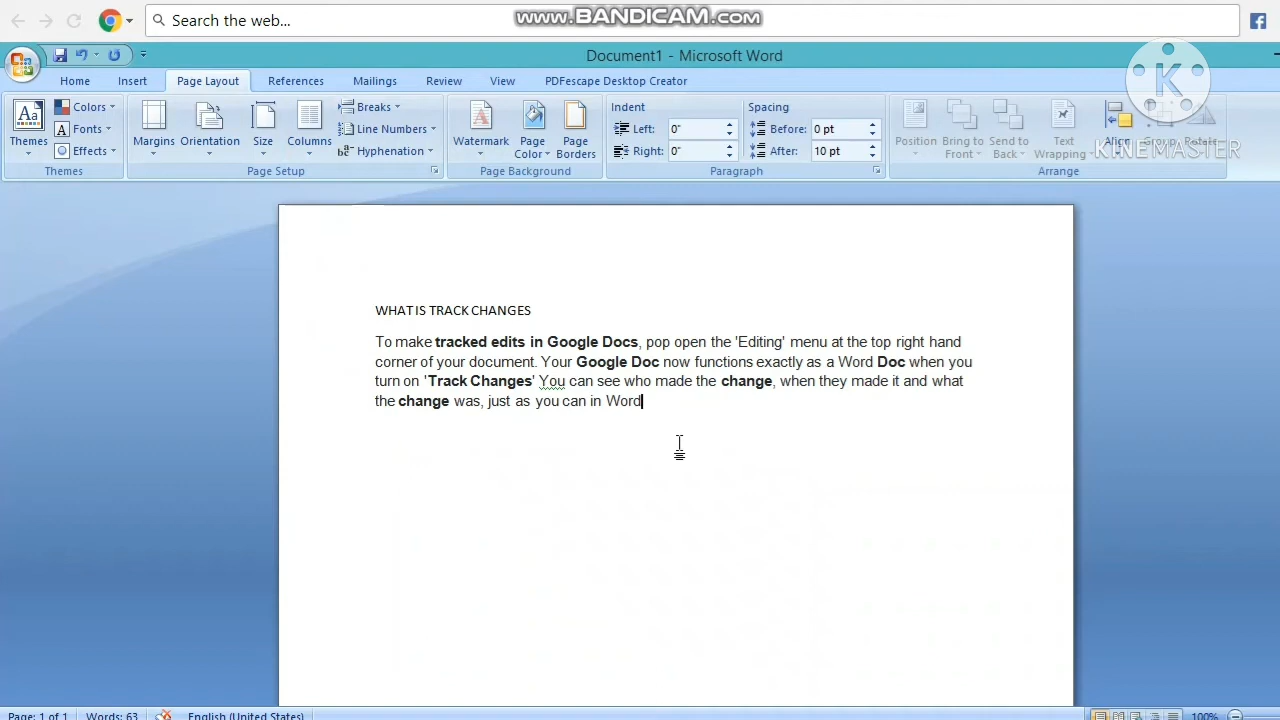 Search the web...
www.BANDICAM.com
Document1 - Microsoft Word
Home Insert Page Layout References Mailings Review View PDFescape Desktop Creator
K
KINEMASTER
Themes
Colors
Fonts
Effects
Themes
Margins
Orientation
Size
Columns
Breaks
Line Numbers
Hyphenation
Page Setup
Watermark
Page Color
Page Borders
Page Background
Indent
Left: 0"
Right: 0"
Spacing
Before: 0 pt
After: 10 pt
Paragraph
Position
Bring to Front
Send to Back
Text Wrapping
Align
Group
Rotate
Arrange
WHAT IS TRACK CHANGES
To make tracked edits in Google Docs, pop open the 'Editing' menu at the top right hand
corner of your document. Your Google Doc now functions exactly as a Word Doc when you
turn on 'Track Changes' You can see who made the change, when they made it and what
the change was, just as you can in Word
Page: 1 of 1 Words: 63 English (United States) 100%